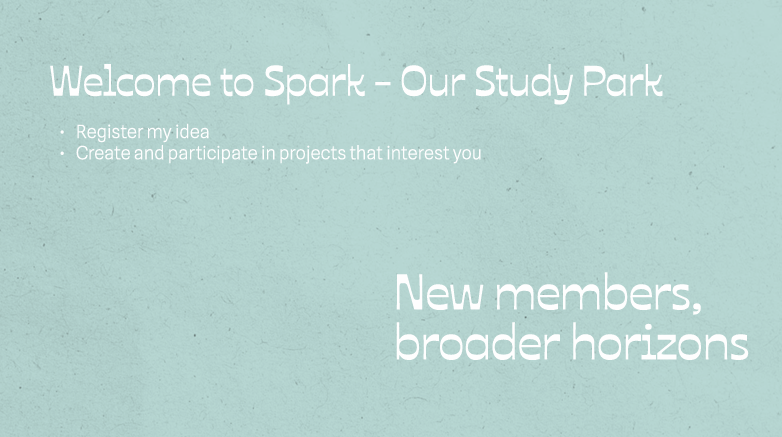 Welcome to Spark – Our Study Park
• Register my idea
• Create and participate in projects that interest you
New members,
broader horizons